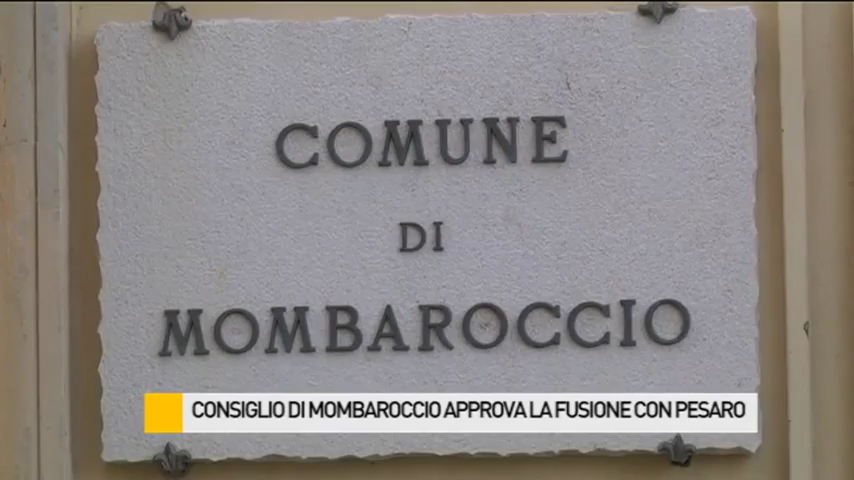 COMUNE
DI
MOMBAROCCIO
CONSIGLIO DI MOMBAROCCIO APPROVA LA FUSIONE CON PESARO